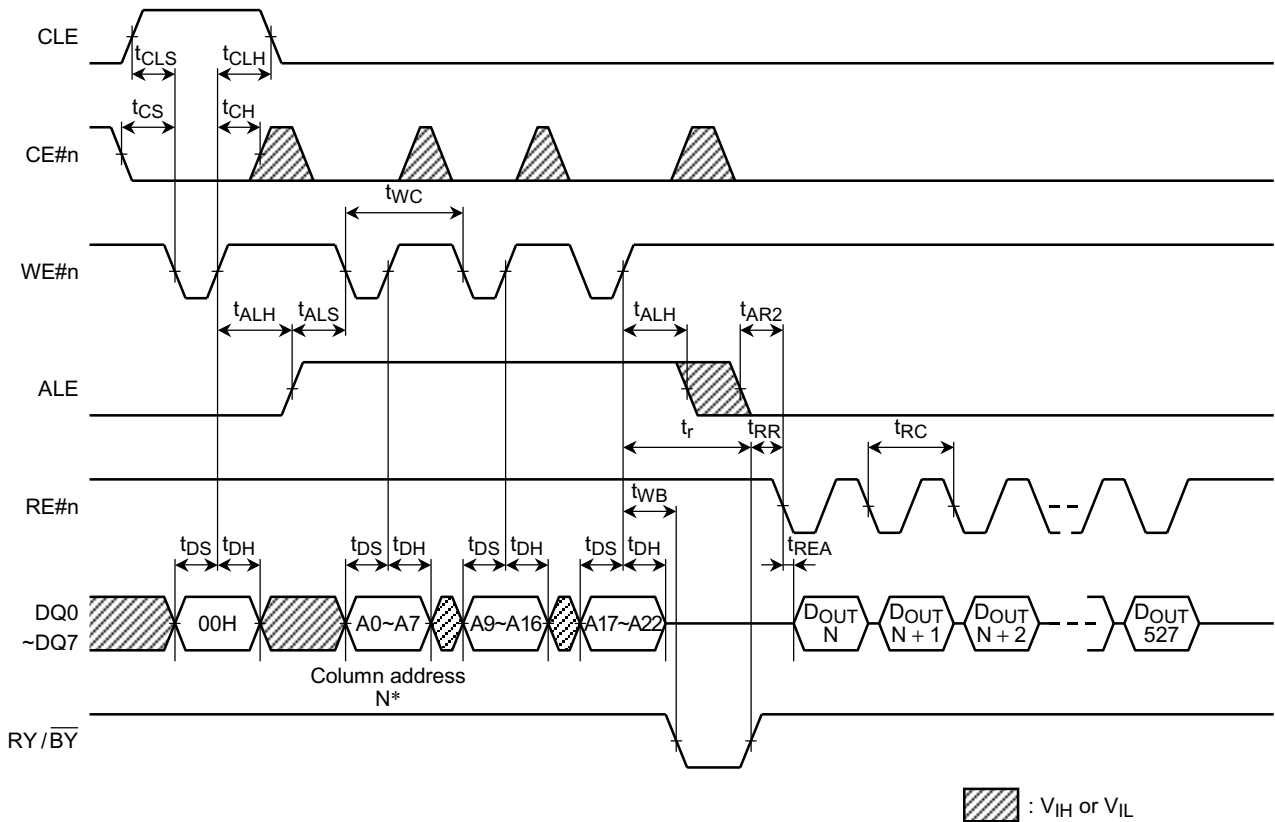 CLE
tCLS tCLH
tCS tCH
CE#n
tWC
WE#n
tALH tALS tALH tAR2
ALE
tr tRR tRC
RE#n
tWB
tDS tDH tDS tDH tDS tDH tDS tDH tREA
DQ0
~DQ7
00H A0~A7 A9~A16 A17~A22 DOUT N DOUT N + 1 DOUT N + 2 DOUT 527
Column address
N*
RY / BY
: VIH or VIL